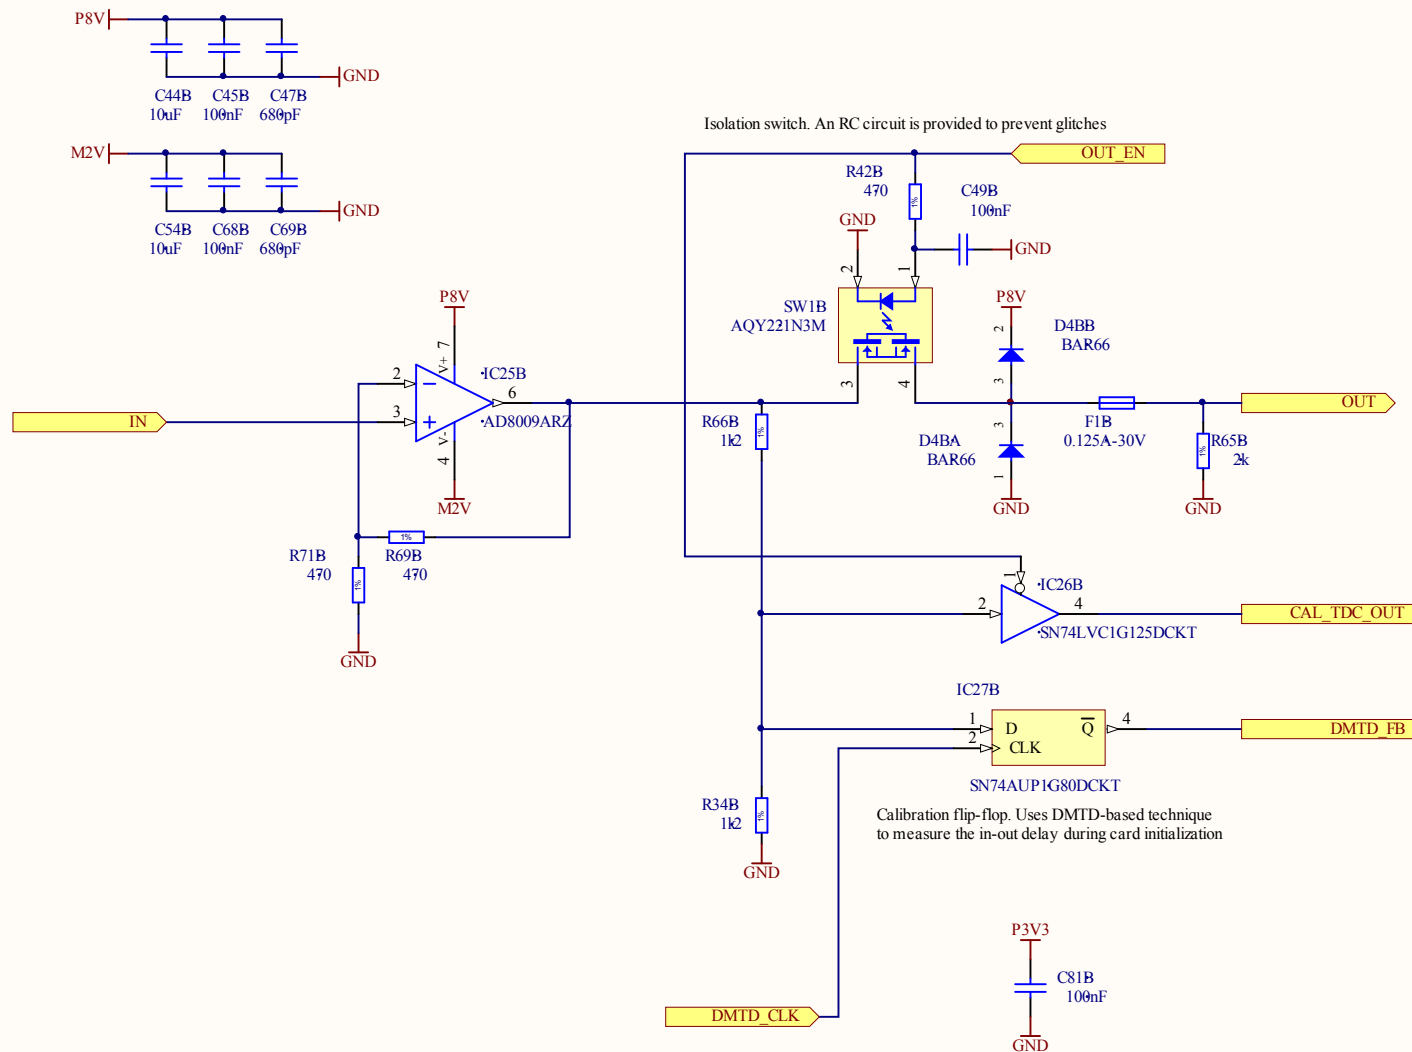 P8V
GND
C44B C45B C47B
10uF 100nF 680pF
M2V
GND
C54B C68B C69B
10uF 100nF 680pF
Isolation switch. An RC circuit is provided to prevent glitches
OUT_EN
R42B
470
1%
C49B
100nF
GND
GND
2
1
SW1B
AQY221N3M
3
4
P8V
2
D4BB
BAR66
3
P8V
7
V+
IC25B
2
6
3
AD8009ARZ
V-
4
M2V
IN
R66B
1k2
1%
D4BA
BAR66
3
1
GND
F1B
0.125A-30V
OUT
R65B
2k
1%
GND
R71B
470
1%
R69B
470
1%
GND
1
IC26B
2
4
SN74LVC1G125DCKT
CAL_TDC_OUT
IC27B
1
D
Q
4
2
CLK
DMTD_FB
SN74AUP1G80DCKT
R34B
1k2
1%
GND
Calibration flip-flop. Uses DMTD-based technique
to measure the in-out delay during card initialization
P3V3
C81B
100nF
GND
DMTD_CLK